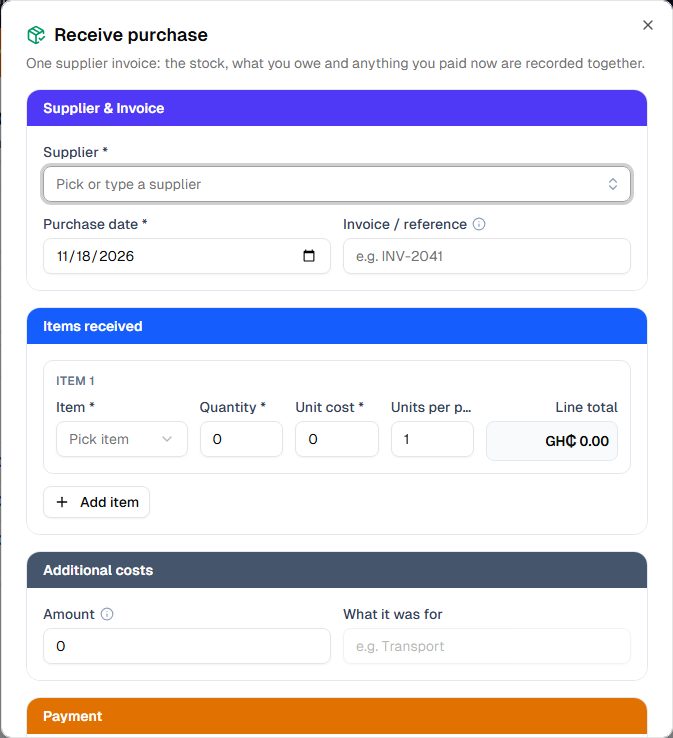 Receive purchase
One supplier invoice: the stock, what you owe and anything you paid now are recorded together.
Supplier & Invoice
Supplier *
Pick or type a supplier
Purchase date * Invoice / reference
11/18/2026 e.g. INV-2041
Items received
ITEM 1
Item * Quantity * Unit cost * Units per p... Line total
Pick item 0 0 1 GH₵ 0.00
+ Add item
Additional costs
Amount What it was for
0 e.g. Transport
Payment